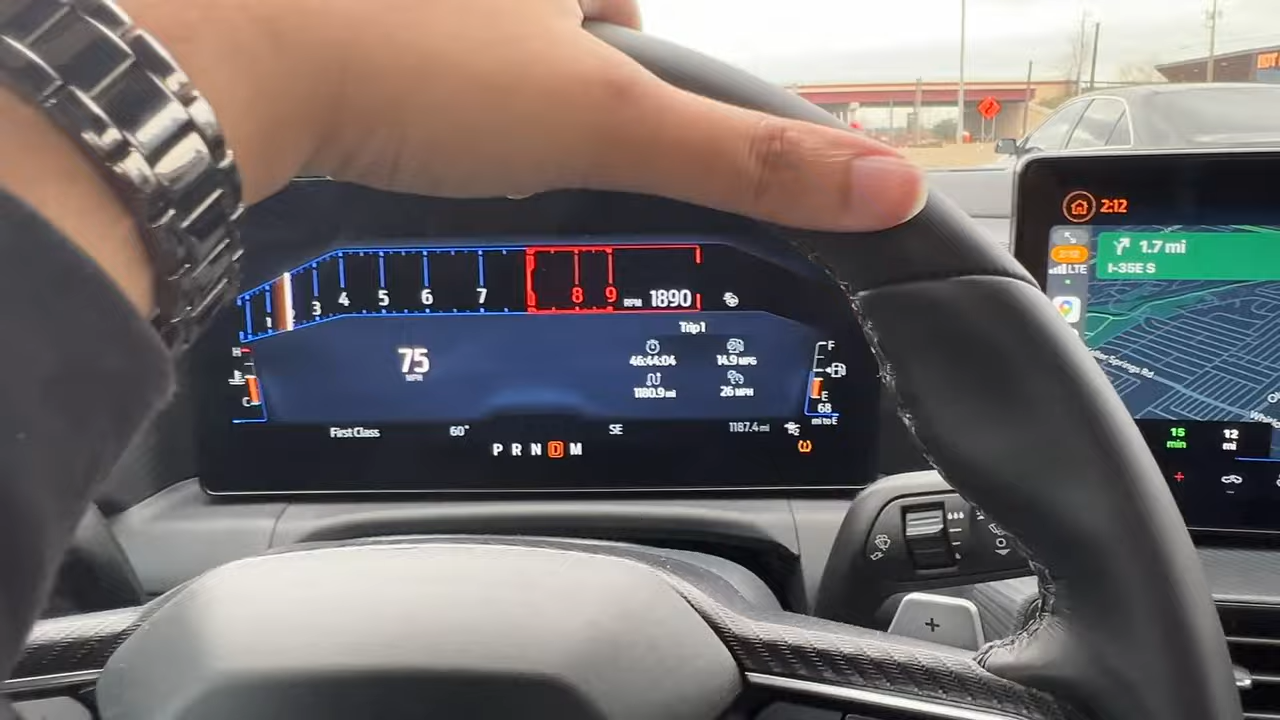 2:12
1.7 mi
LTE
I-35E S
1 3 4 5 6 7 8 9 RPM 1890
Trip 1
75
MPH
46:44:04 14.9 MPG
1180.9 mi 26 MPH
H
C
F
E
68
mi to E
First Class 60° SE 1187.4 mi
P R N D M
15
min
12
mi
+